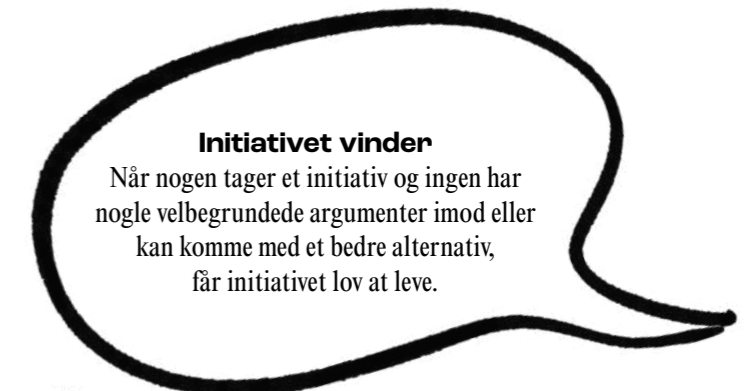 Initiativet vinder
Når nogen tager et initiativ og ingen har
nogle velbegrundede argumenter imod eller
kan komme med et bedre alternativ,
får initiativet lov at leve.